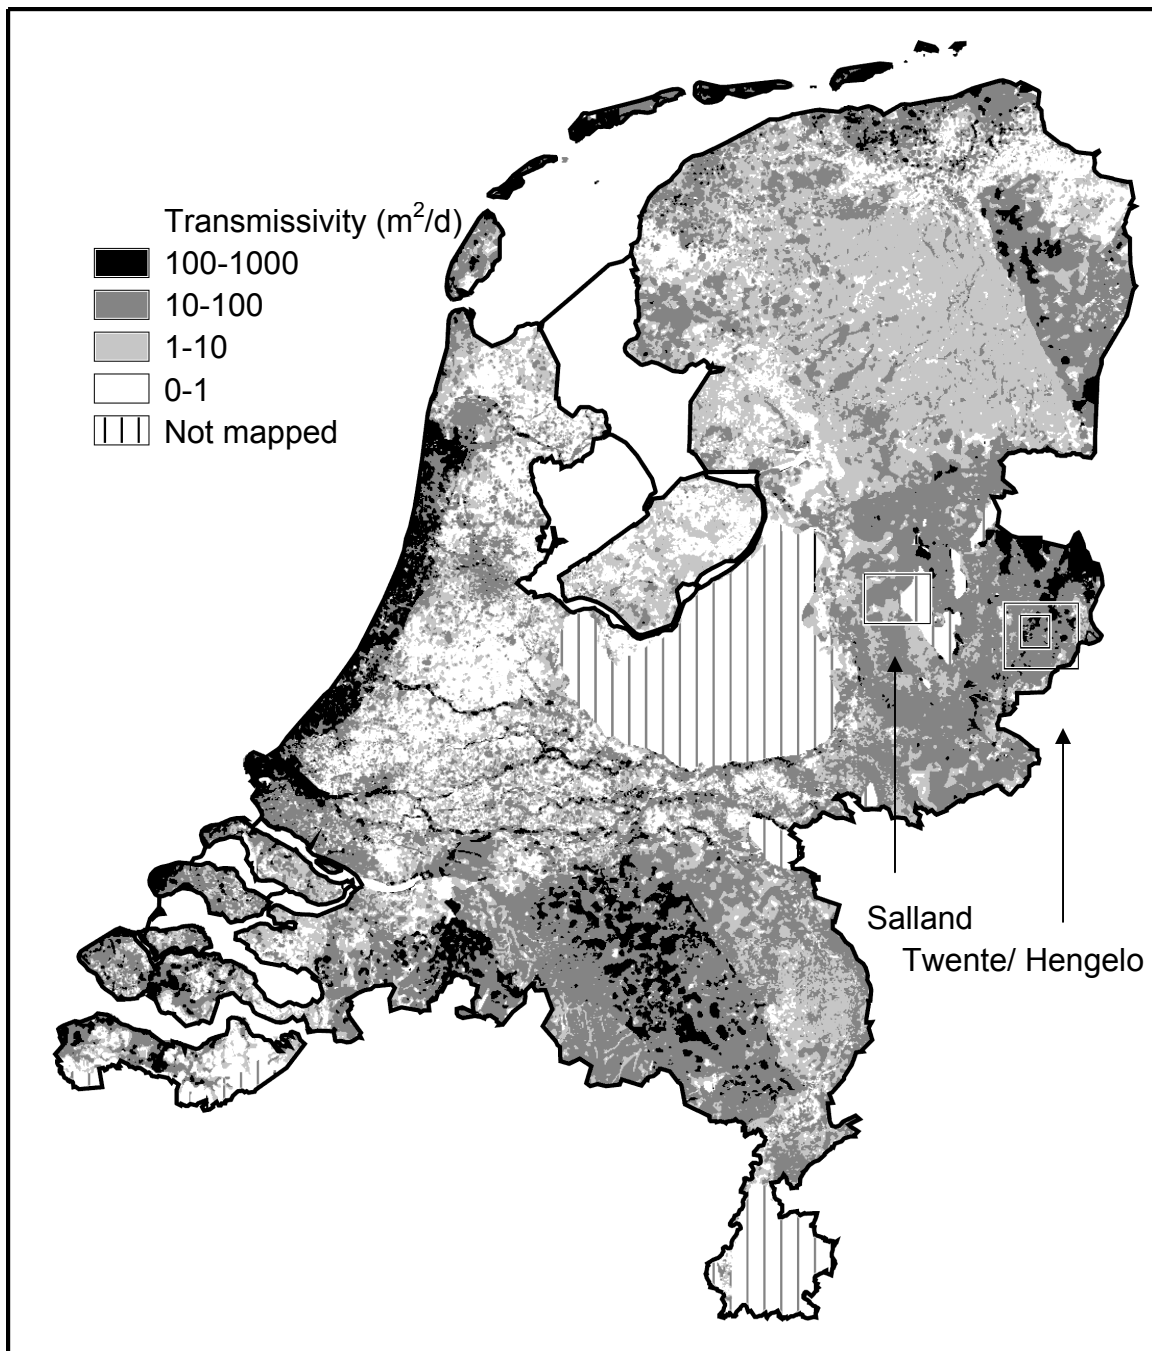 Transmissivity (m²/d)
100-1000
10-100
1-10
0-1
Not mapped
Salland
Twente/ Hengelo